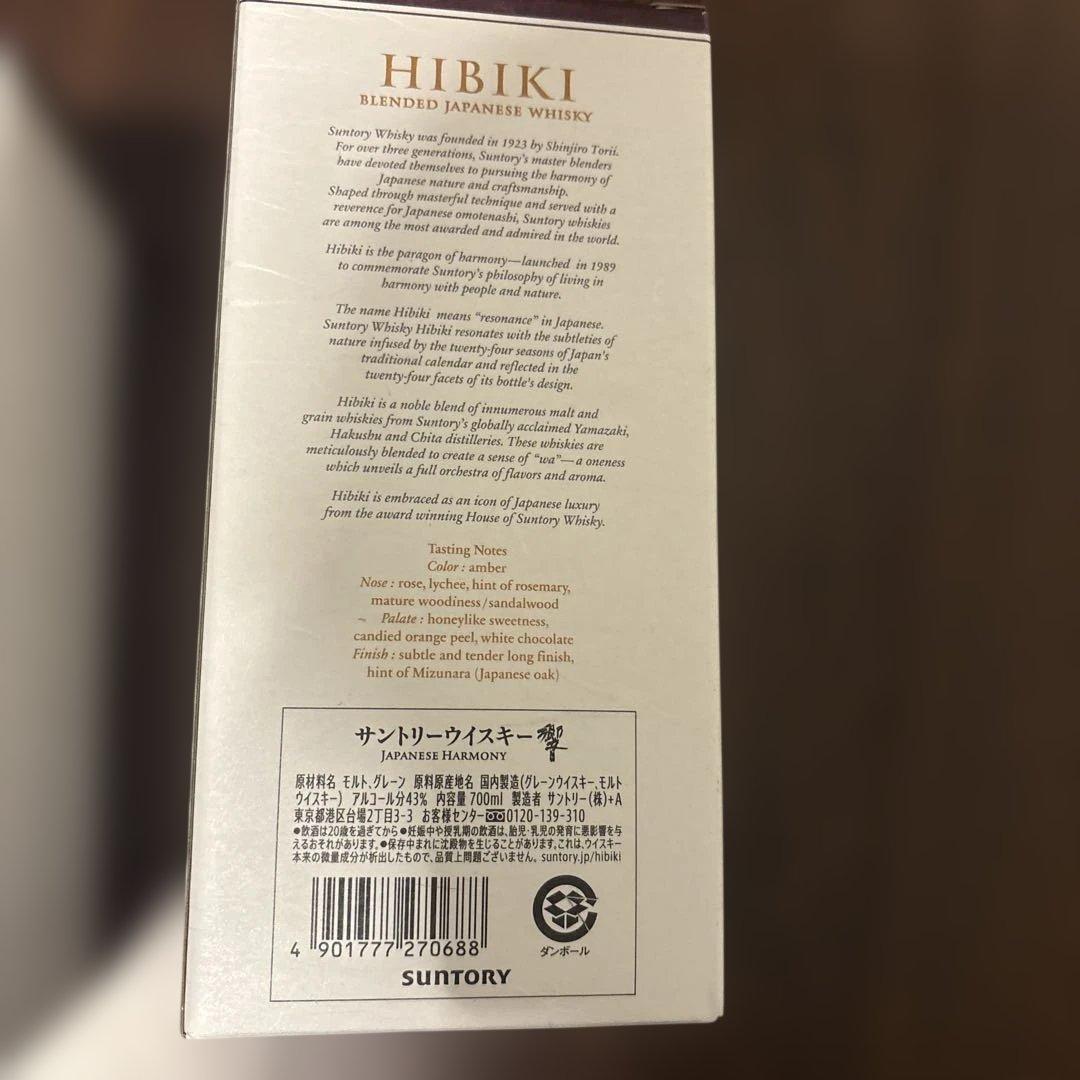 HIBIKI
BLENDED JAPANESE WHISKY
Suntory Whisky was founded in 1923 by Shinjiro Torii.
For over three generations, Suntory's master blenders
have devoted themselves to pursuing the harmony of
Japanese nature and craftsmanship.
Shaped through masterful technique and served with a
reverence for Japanese omotenashi, Suntory whiskies
are among the most awarded and admired in the world.
Hibiki is the paragon of harmony—launched in 1989
to commemorate Suntory's philosophy of living in
harmony with people and nature.
The name Hibiki means “resonance” in Japanese.
Suntory Whisky Hibiki resonates with the subtleties of
nature infused by the twenty-four seasons of Japan's
traditional calendar and reflected in the
twenty-four facets of its bottle's design.
Hibiki is a noble blend of innumerous malt and
grain whiskies from Suntory's globally acclaimed Yamazaki,
Hakushu and Chita distilleries. These whiskies are
meticulously blended to create a sense of “wa”—a oneness
which unveils a full orchestra of flavors and aroma.
Hibiki is embraced as an icon of Japanese luxury
from the award winning House of Suntory Whisky.
Tasting Notes
Color : amber
Nose : rose, lychee, hint of rosemary,
mature woodiness/sandalwood
Palate : honeylike sweetness,
candied orange peel, white chocolate
Finish : subtle and tender long finish,
hint of Mizunara (Japanese oak)
サントリーウイスキー響
JAPANESE HARMONY
原材料名 モルト、グレーン 原料原産地名 国内製造(グレーンウイスキー、モルト
ウイスキー) アルコール分43% 内容量 700ml 製造者 サントリー(株)+A
東京都港区台場2丁目3-3 お客様センター 0120-139-310
●飲酒は20歳を過ぎてから●妊娠中や授乳期の飲酒は、胎児・乳児の発育に悪影響を与
えるおそれがあります。●保存中まれに沈殿物を生じることがあります。これは、ウイスキー
本来の微量成分が析出したもので、品質上問題ございません。suntory.jp/hibiki
4 901777 270688
ダンボール
SUNTORY